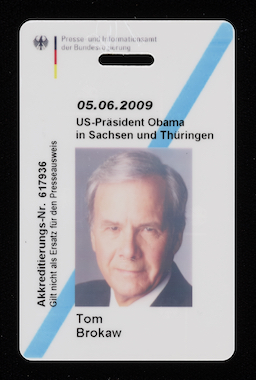 Presse- und Informationsamt
der Bundesregierung
05.06.2009
US-Präsident Obama
in Sachsen und Thüringen
Akkreditierungs-Nr. 617936
Gilt nicht als Ersatz für den Presseausweis
Tom
Brokaw